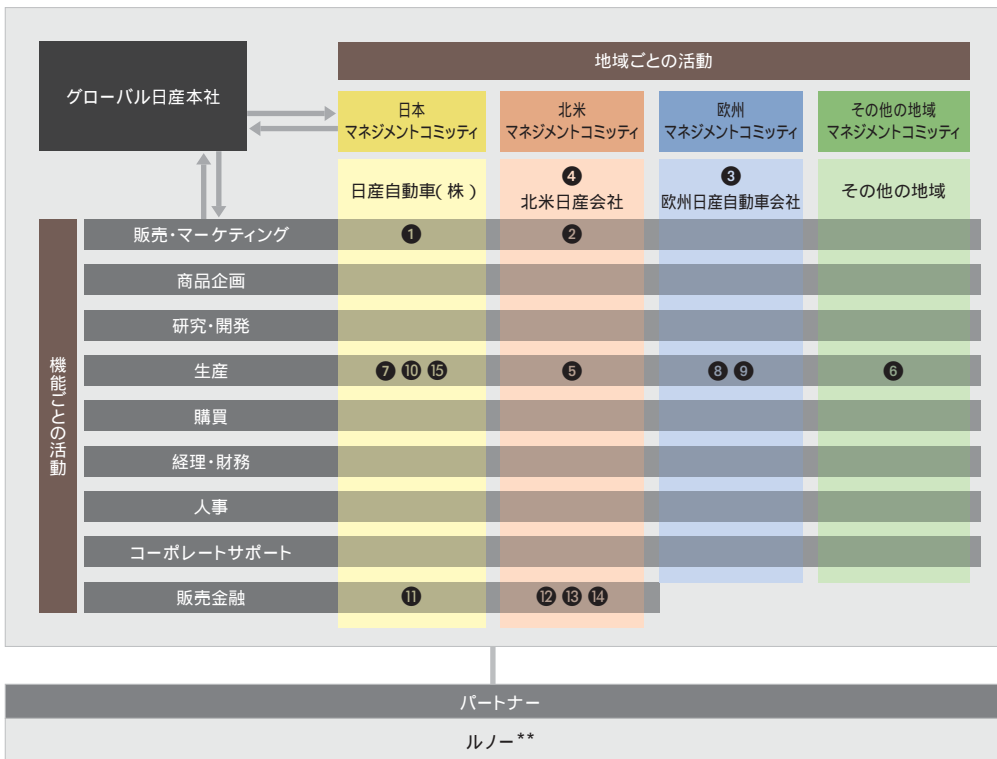 グローバル日産本社
地域ごとの活動
日本
マネジメントコミッティ
北米
マネジメントコミッティ
欧州
マネジメントコミッティ
その他の地域
マネジメントコミッティ
日産自動車(株)
❹
北米日産会社
❸
欧州日産自動車会社
その他の地域
機能ごとの活動
販売・マーケティング ❶ ❷
商品企画
研究・開発
生産 ❼ ❿ ⓯ ❺ ❽ ❾ ❻
購買
経理・財務
人事
コーポレートサポート
販売金融 ⓫ ⓬ ⓭ ⓮
パートナー
ルノー**